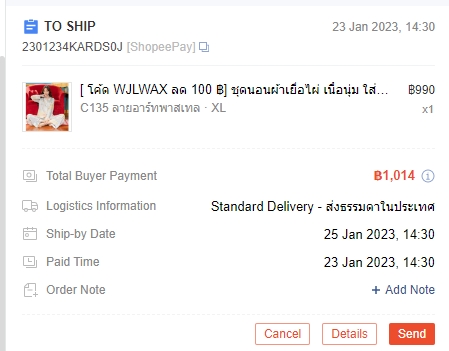 TO SHIP 23 Jan 2023, 14:30
2301234KARDS0J [ShopeePay]
[ โค้ด WJLWAX ลด 100 ฿] ชุดนอนผ้าเยื่อไผ่ เนื้อนุ่ม ใส่... ฿990
C135 ลายอาร์ทพาสเทล · XL x1
Total Buyer Payment ฿1,014
Logistics Information Standard Delivery - ส่งธรรมดาในประเทศ
Ship-by Date 25 Jan 2023, 14:30
Paid Time 23 Jan 2023, 14:30
Order Note + Add Note
Cancel Details Send